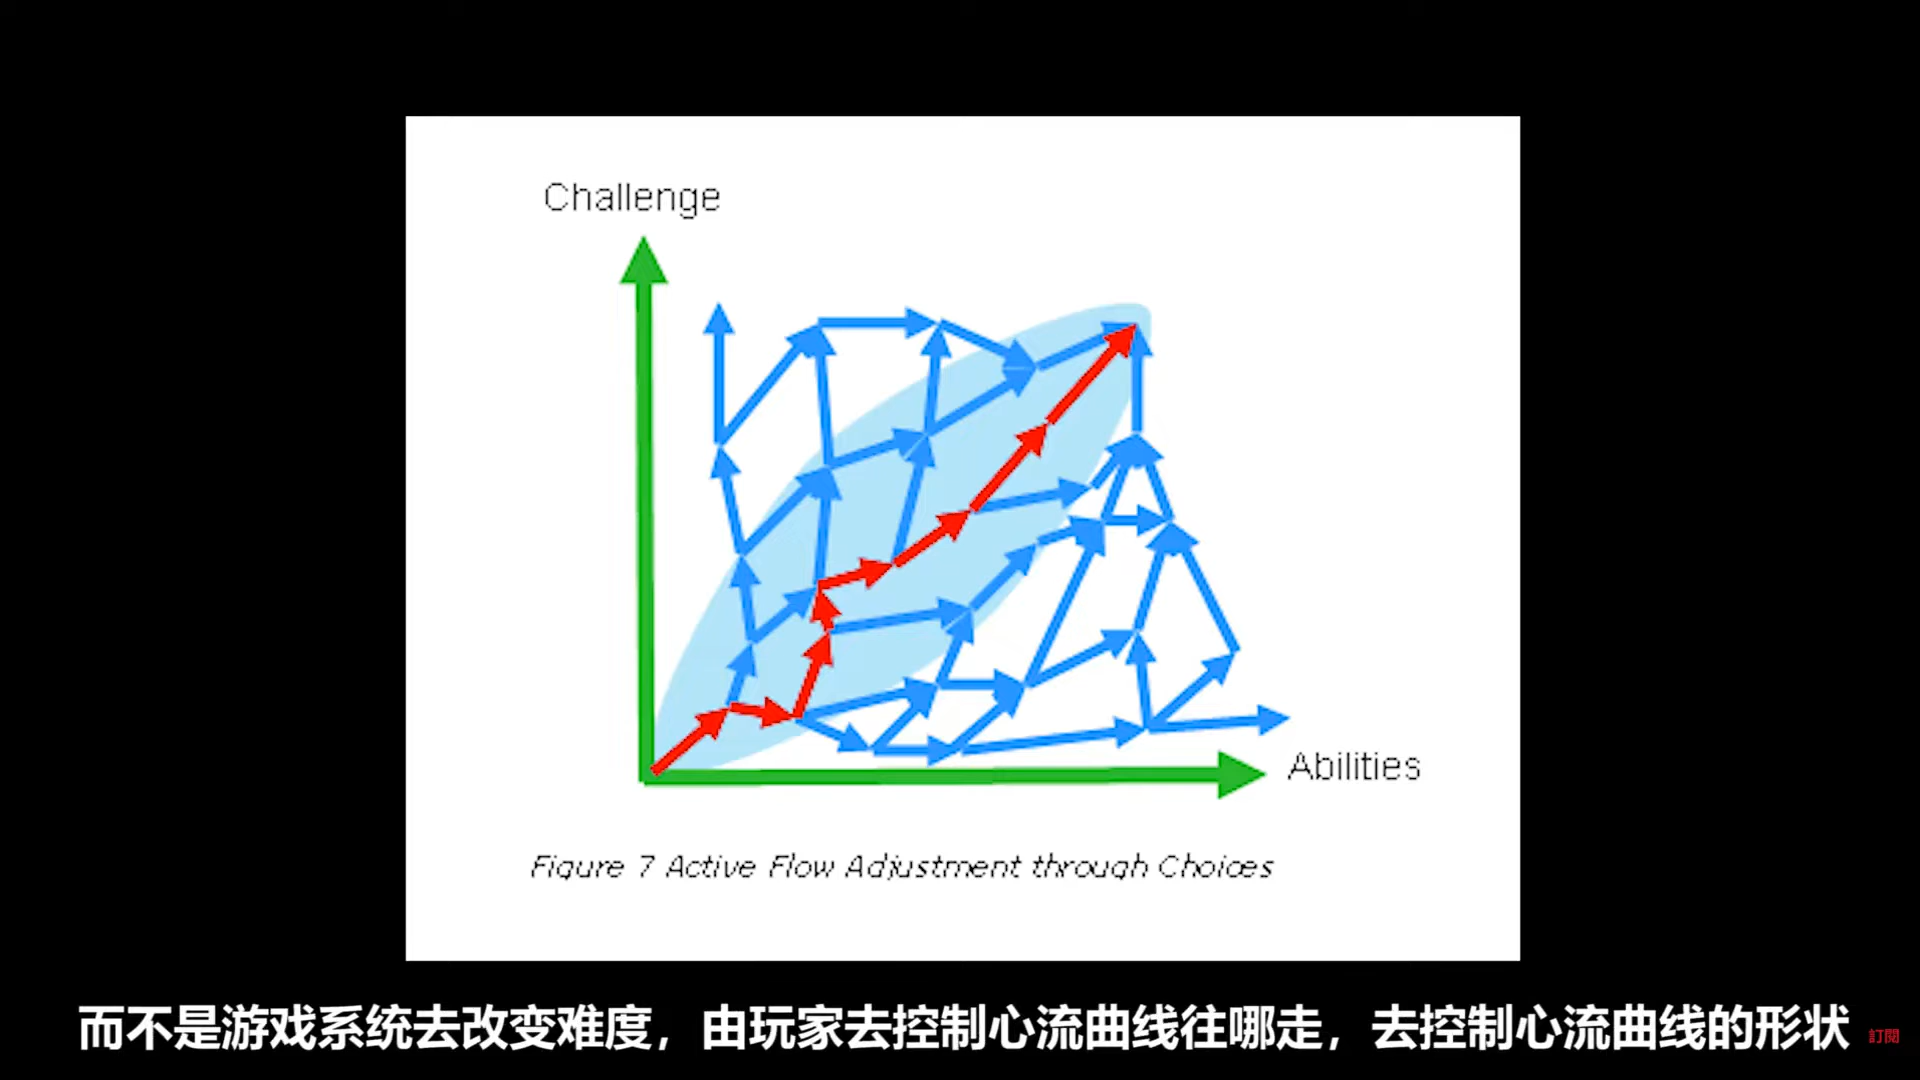 Challenge
Abilities
Figure 7 Active Flow Adjustment through Choices
而不是游戏系统去改变难度，由玩家去控制心流曲线往哪走，去控制心流曲线的形状
訂閱